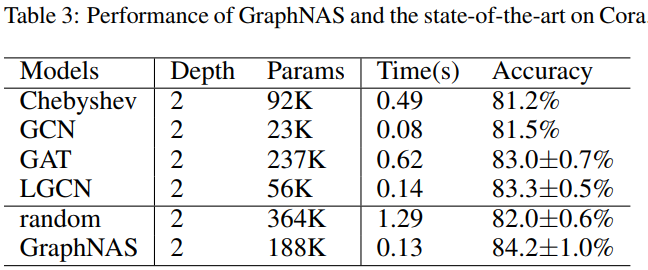 Table 3: Performance of GraphNAS and the state-of-the-art on Cora
Models Depth Params Time(s) Accuracy
Chebyshev 2 92K 0.49 81.2%
GCN 2 23K 0.08 81.5%
GAT 2 237K 0.62 83.0±0.7%
LGCN 2 56K 0.14 83.3±0.5%
random 2 364K 1.29 82.0±0.6%
GraphNAS 2 188K 0.13 84.2±1.0%